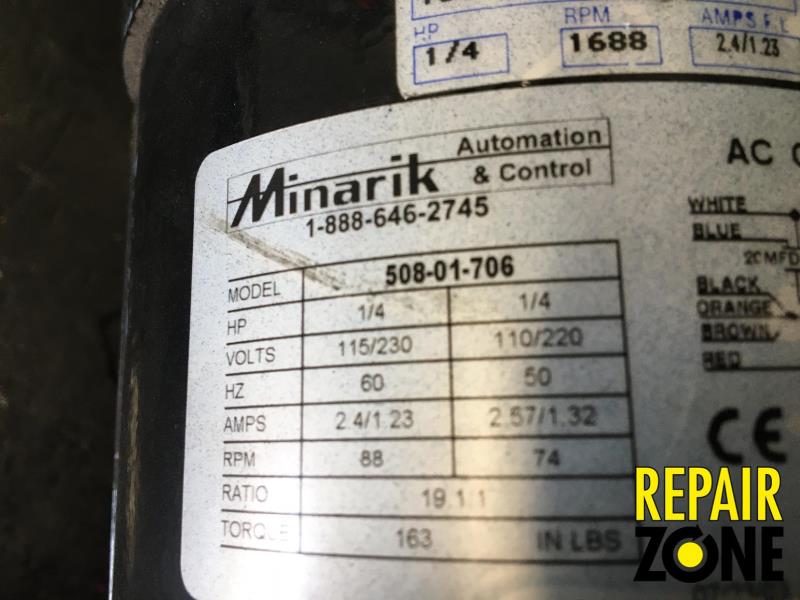 HP RPM AMPS F.L
1/4 1688 2.4/1.23
Minarik Automation
& Control
1-888-646-2745
AC
WHITE
BLUE
20MFD
BLACK
ORANGE
BROWN
RED
MODEL 508-01-706
HP 1/4 1/4
VOLTS 115/230 110/220
HZ 60 50
AMPS 2.4/1.23 2.57/1.32
RPM 88 74
RATIO 19.1:1
TORQUE 163 IN LBS
CE
REPAIR
ZONE